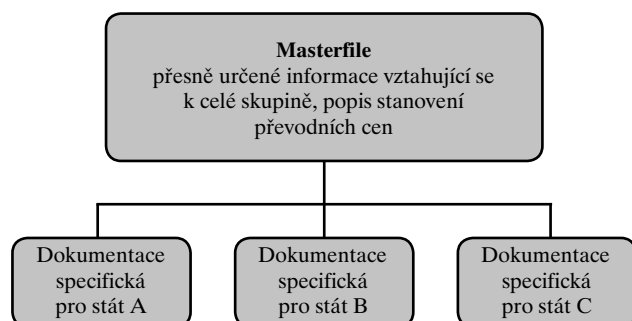 Masterfile
přesně určené informace vztahující se
k celé skupině, popis stanovení
převodních cen
Dokumentace
specifická
pro stát A
Dokumentace
specifická
pro stát B
Dokumentace
specifická
pro stát C